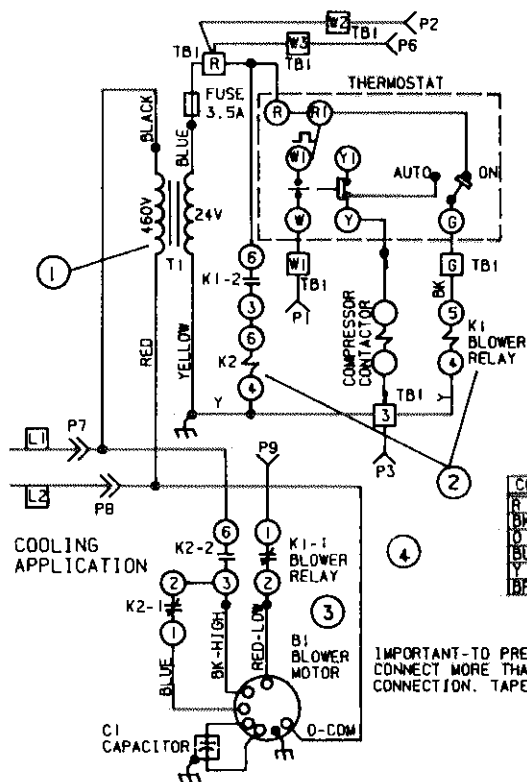 W2
TB1
P2
W3
TB1
P6
TB1
R
FUSE
3.5A
BLACK
BLUE
460V
24V
T1
1
RED
YELLOW
THERMOSTAT
R
R1
W1
Y1
AUTO
ON
W
Y
G
6
K1-2
3
6
K2
4
W1
TB1
P1
G
TB1
BK
5
K1
BLOWER
RELAY
4
COMPRESSOR
CONTACTOR
Y
Y
TB1
3
P3
2
L1
P7
L2
P8
P9
COOLING
APPLICATION
6
K2-2
3
1
K1-1
BLOWER
RELAY
2
4
2
K2-1
1
3
BLUE
BK-HIGH
RED-LOW
B1
BLOWER
MOTOR
O-COM
C1
CAPACITOR
R
BK
O
Y
IMPORTANT-TO PRE
CONNECT MORE THA
CONNECTION. TAPE